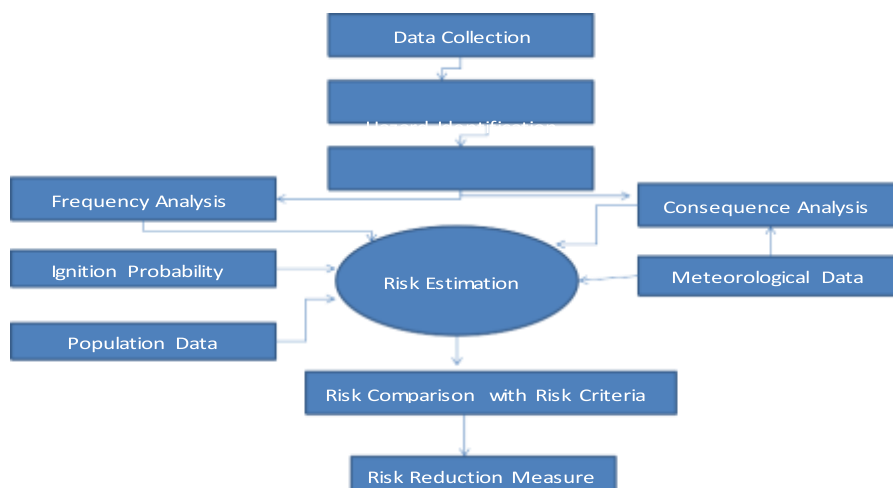 Data Collection
Frequency Analysis
Consequence Analysis
Ignition Probability
Risk Estimation
Meteorological Data
Population Data
Risk Comparison with Risk Criteria
Risk Reduction Measure